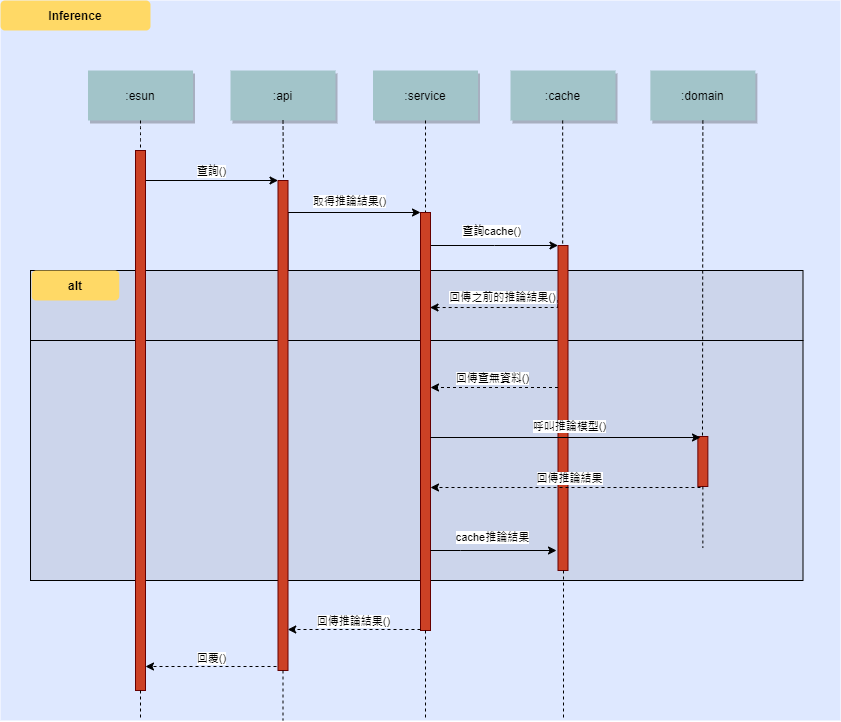 Inference
:esun
:api
:service
:cache
:domain
查詢()
取得推論結果()
查詢cache()
alt
回傳之前的推論結果()
回傳查無資料()
呼叫推論模型()
回傳推論結果
cache推論結果
回傳推論結果()
回覆()